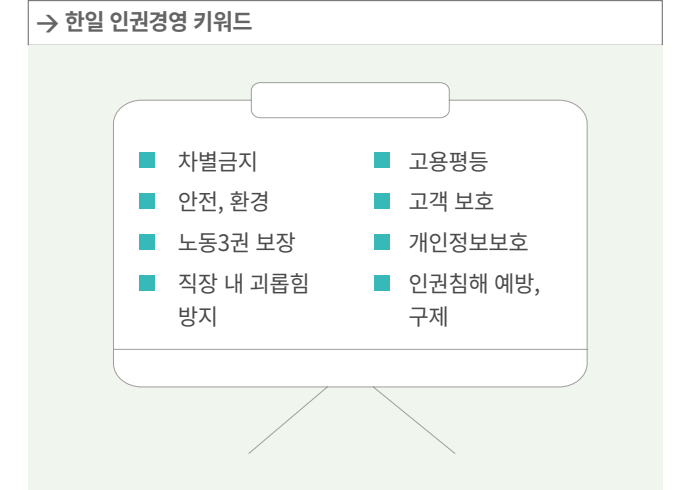 → 한일 인권경영 키워드
차별금지
안전, 환경
노동3권 보장
직장 내 괴롭힘
방지
고용평등
고객 보호
개인정보보호
인권침해 예방,
구제